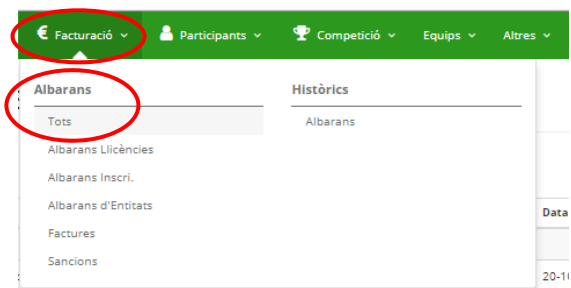 € Facturació Participants Competició Equips Altres
Albarans Històrics
Tots Albarans
Albarans Llicències
Albarans Inscri.
Albarans d'Entitats
Data
Factures
Sancions
20-10